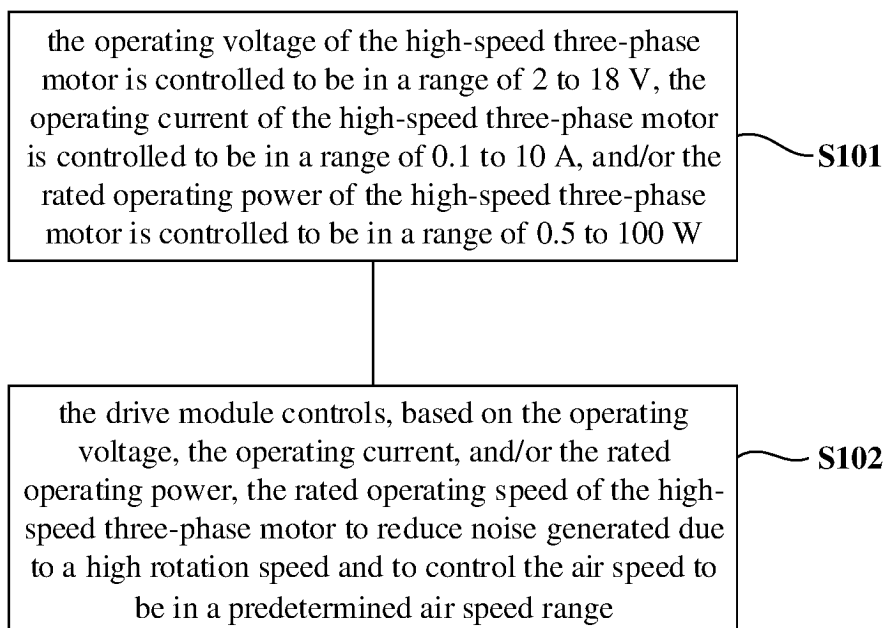 the operating voltage of the high-speed three-phase
motor is controlled to be in a range of 2 to 18 V, the
operating current of the high-speed three-phase motor
is controlled to be in a range of 0.1 to 10 A, and/or the
rated operating power of the high-speed three-phase
motor is controlled to be in a range of 0.5 to 100 W
S101
the drive module controls, based on the operating
voltage, the operating current, and/or the rated
operating power, the rated operating speed of the high-
speed three-phase motor to reduce noise generated due
to a high rotation speed and to control the air speed to
be in a predetermined air speed range
S102